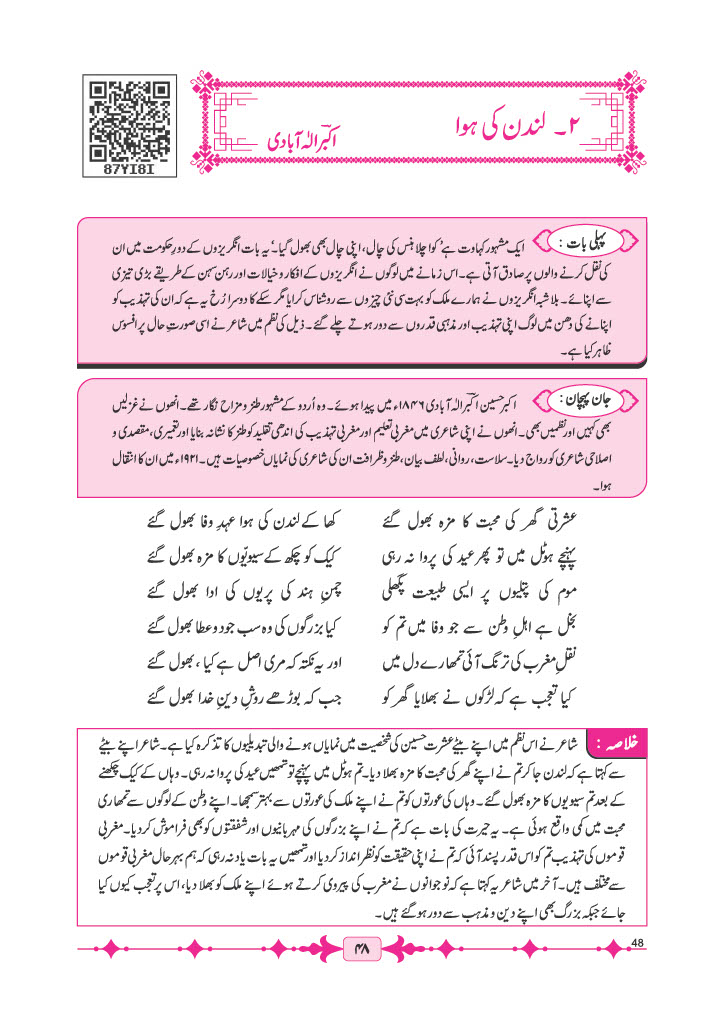 ۲۔ لندن کی ہوا
اکبرؔ الٰہ آبادی
87YI8I
پہلی بات :
ایک مشہور کہاوت ہے ’کوا چلا ہنس کی چال، اپنی چال بھی بھول گیا۔‘ یہ بات انگریزوں کے دورِ حکومت میں ان
کی نقل کرنے والوں پر صادق آتی ہے۔ اس زمانے میں لوگوں نے انگریزوں کے افکار و خیالات اور رہن سہن کے طریقے بڑی تیزی
سے اپنائے۔ بلاشبہ انگریزوں نے ہمارے ملک کو بہت سی نئی چیزوں سے روشناس کرایا مگر سکے کا دوسرا رُخ یہ ہے کہ ان کی تہذیب کو
اپنانے کی دھن میں لوگ اپنی تہذیب اور مذہبی قدروں سے دور ہوتے چلے گئے۔ ذیل کی نظم میں شاعر نے اسی صورتِ حال پر افسوس
ظاہر کیا ہے۔
جان پہچان :
اکبر حسین اکبرؔ الٰہ آبادی ۱۸۴۶ء میں پیدا ہوئے۔ وہ اُردو کے مشہور طنز و مزاح نگار تھے۔ انھوں نے غزلیں
بھی کہیں اور نظمیں بھی۔ انھوں نے اپنی شاعری میں مغربی تعلیم اور مغربی تہذیب کی اندھی تقلید کو طنز کا نشانہ بنایا اور تعمیری، مقصدی و
اصلاحی شاعری کو رواج دیا۔ سلاست، روانی، لطفِ بیان، طنز و ظرافت ان کی شاعری کی نمایاں خصوصیات ہیں۔ ۱۹۲۱ء میں ان کا انتقال
ہوا۔
عشرتی گھر کی محبت کا مزہ بھول گئے کھا کے لندن کی ہوا عہدِ وفا بھول گئے
پہنچے ہوٹل میں تو پھر عید کی پروا نہ رہی کیک کو چکھ کے سیویّوں کا مزہ بھول گئے
موم کی پتلیوں پر ایسی طبیعت پگھلی چمنِ ہند کی پریوں کی ادا بھول گئے
بخل ہے اہلِ وطن سے جو وفا میں تم کو کیا بزرگوں کی وہ سب جود و عطا بھول گئے
نقلِ مغرب کی ترنگ آئی تمھارے دل میں اور یہ نکتہ کہ مری اصل ہے کیا ، بھول گئے
کیا تعجب ہے کہ لڑکوں نے بھلایا گھر کو جب کہ بوڑھے روشِ دینِ خدا بھول گئے
خلاصہ :
شاعر نے اس نظم میں اپنے بیٹے عشرت حسین کی شخصیت میں نمایاں ہونے والی تبدیلیوں کا تذکرہ کیا ہے۔ شاعر اپنے بیٹے
سے کہتا ہے کہ لندن جا کر تم نے اپنے گھر کی محبت کا مزہ بھلا دیا۔ تم ہوٹل میں پہنچے تو تمھیں عید کی پروا نہ رہی۔ وہاں کے کیک چکھنے
کے بعد تم سیویوں کا مزہ بھول گئے۔ وہاں کی عورتوں کو تم نے اپنے ملک کی عورتوں سے بہتر سمجھا۔ اپنے وطن کے لوگوں سے تمھاری
محبت میں کمی واقع ہوئی ہے۔ یہ حیرت کی بات ہے کہ تم نے اپنے بزرگوں کی مہربانیوں اور شفقتوں کو بھی فراموش کر دیا۔ مغربی
قوموں کی تہذیب تم کو اس قدر پسند آئی کہ تم نے اپنی حقیقت کو نظرانداز کر دیا اور تمھیں یہ بات یاد نہ رہی کہ ہم بہرحال مغربی قوموں
سے مختلف ہیں۔ آخر میں شاعر یہ کہتا ہے کہ نوجوانوں نے مغرب کی پیروی کرتے ہوئے اپنے ملک کو بھلا دیا، اس پر تعجب کیوں کیا
جائے جبکہ بزرگ بھی اپنے دین و مذہب سے دور ہو گئے ہیں۔
۴۸
48